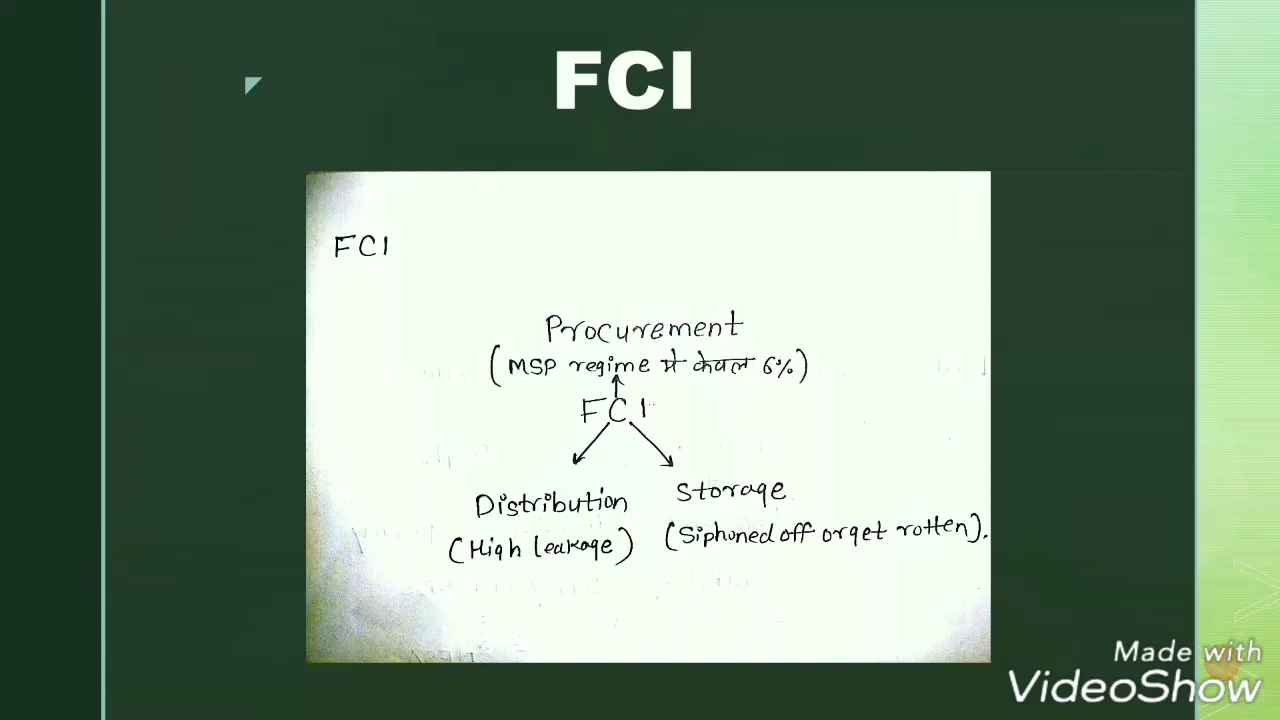 FCI
FCI
Procurement
(MSP regime मे केवल 6%)
FCI
Distribution
Storage
(High leakage)
(Siphoned off or get rotten).
Made with
VideoShow